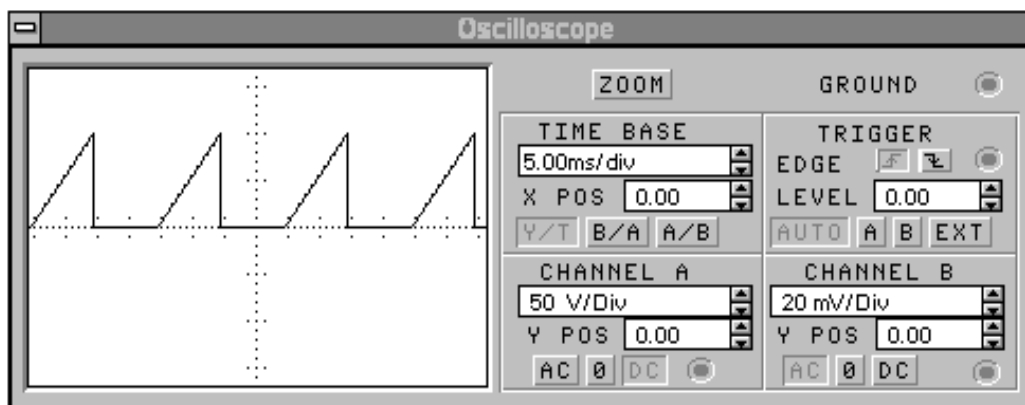 Oscilloscope
ZOOM GROUND
TIME BASE
5.00ms/div
X POS 0.00
Y/T B/A A/B
TRIGGER
EDGE
LEVEL 0.00
AUTO A B EXT
CHANNEL A
50 V/Div
Y POS 0.00
AC 0 DC
CHANNEL B
20 mV/Div
Y POS 0.00
AC 0 DC